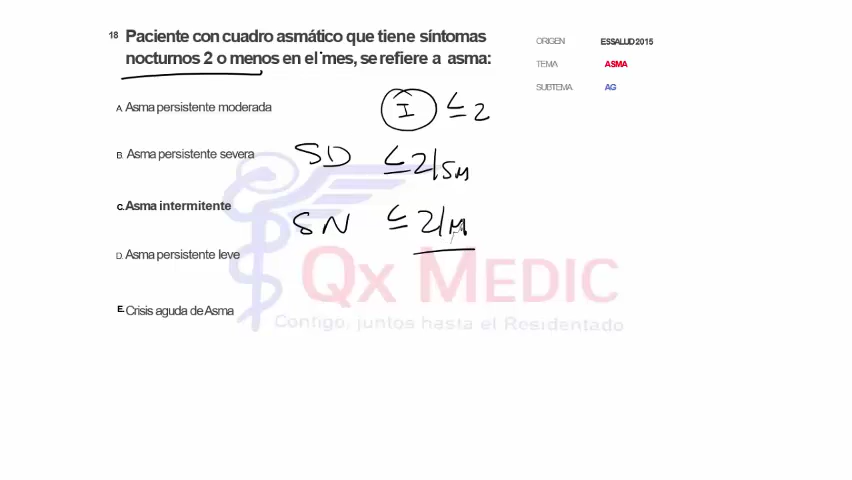 18 Paciente con cuadro asmático que tiene síntomas
nocturnos 2 o menos en el mes, se refiere a asma:
ORIGEN ESSALUD 2015
TEMA ASMA
SUBTEMA AG
A. Asma persistente moderada
I ≤ 2
B. Asma persistente severa
SD ≤ 2/SM
C. Asma intermitente
SN ≤ 2/M
D. Asma persistente leve
Qx MEDIC
E. Crisis aguda de Asma
Contigo, juntos hasta el Residentado